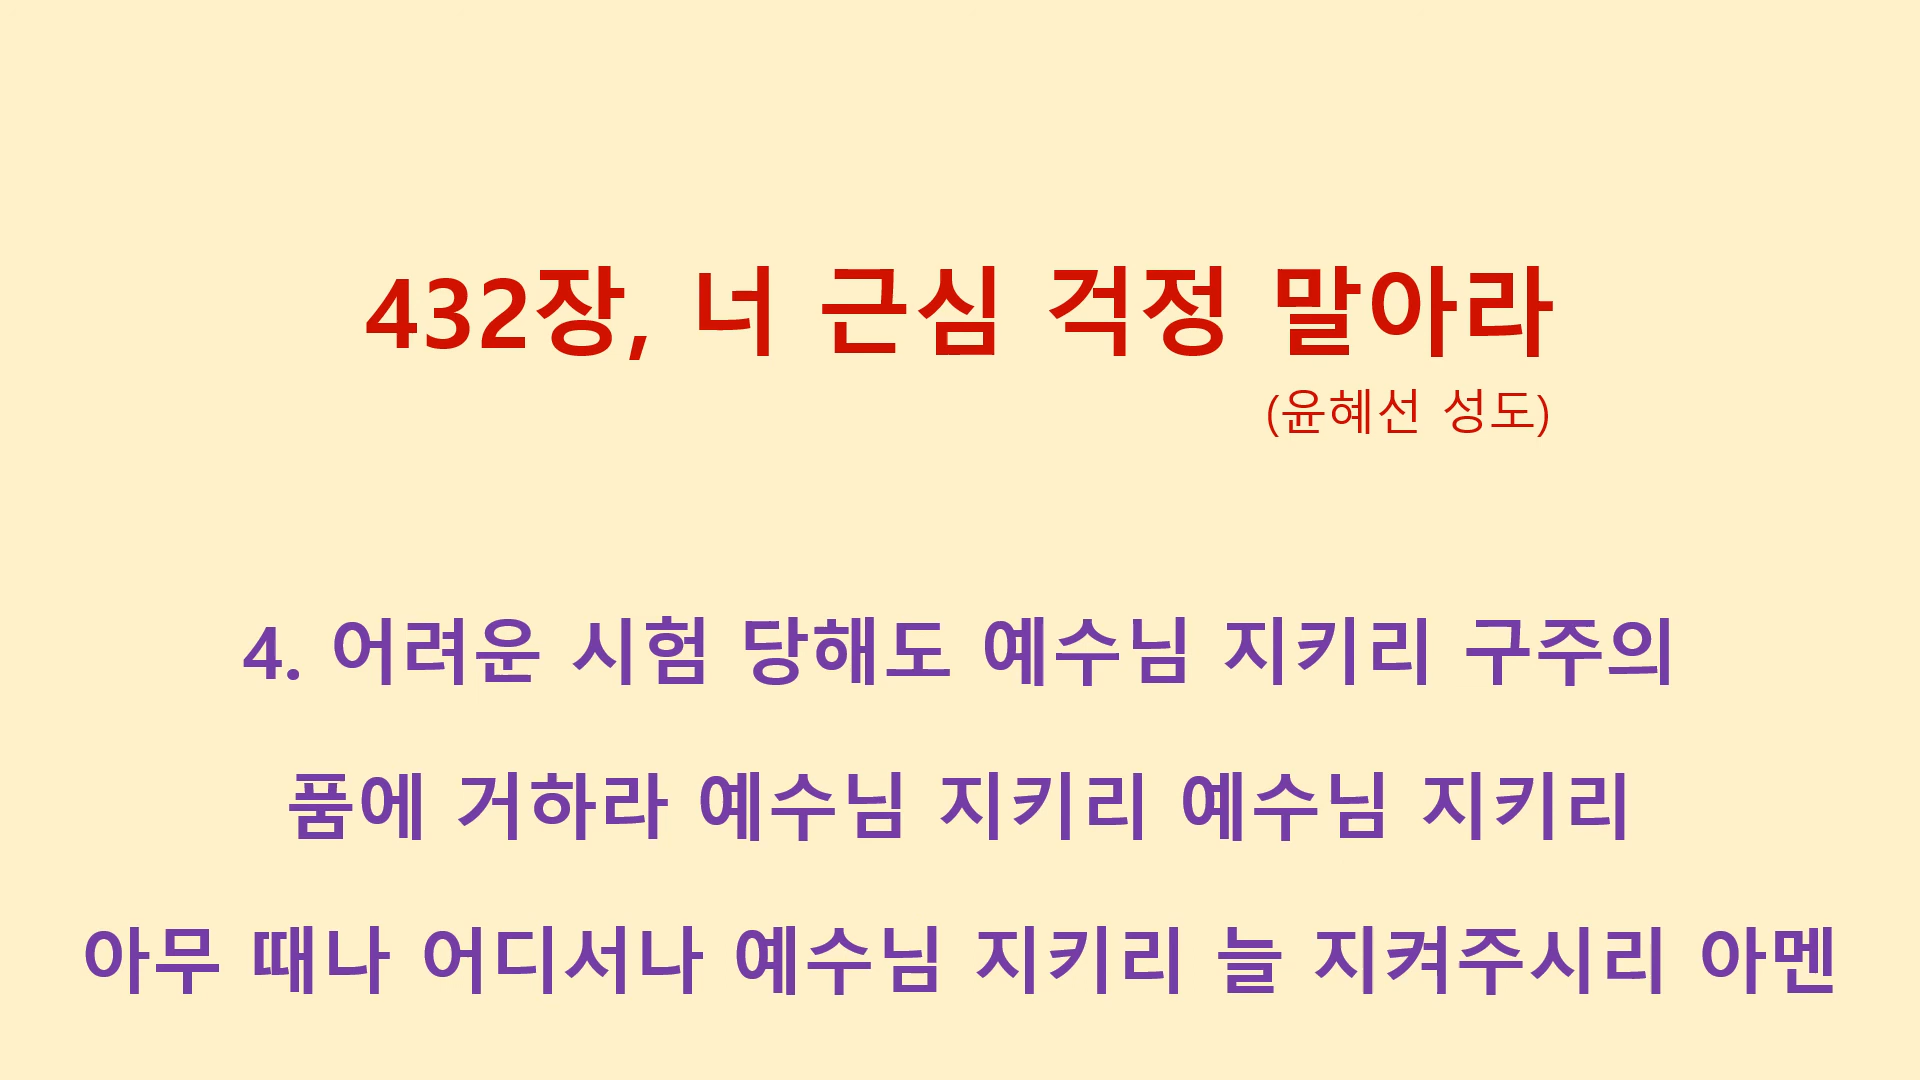 432장, 너 근심 걱정 말아라
(윤혜선 성도)
4. 어려운 시험 당해도 예수님 지키리 구주의
품에 거하라 예수님 지키리 예수님 지키리
아무 때나 어디서나 예수님 지키리 늘 지켜주시리 아멘